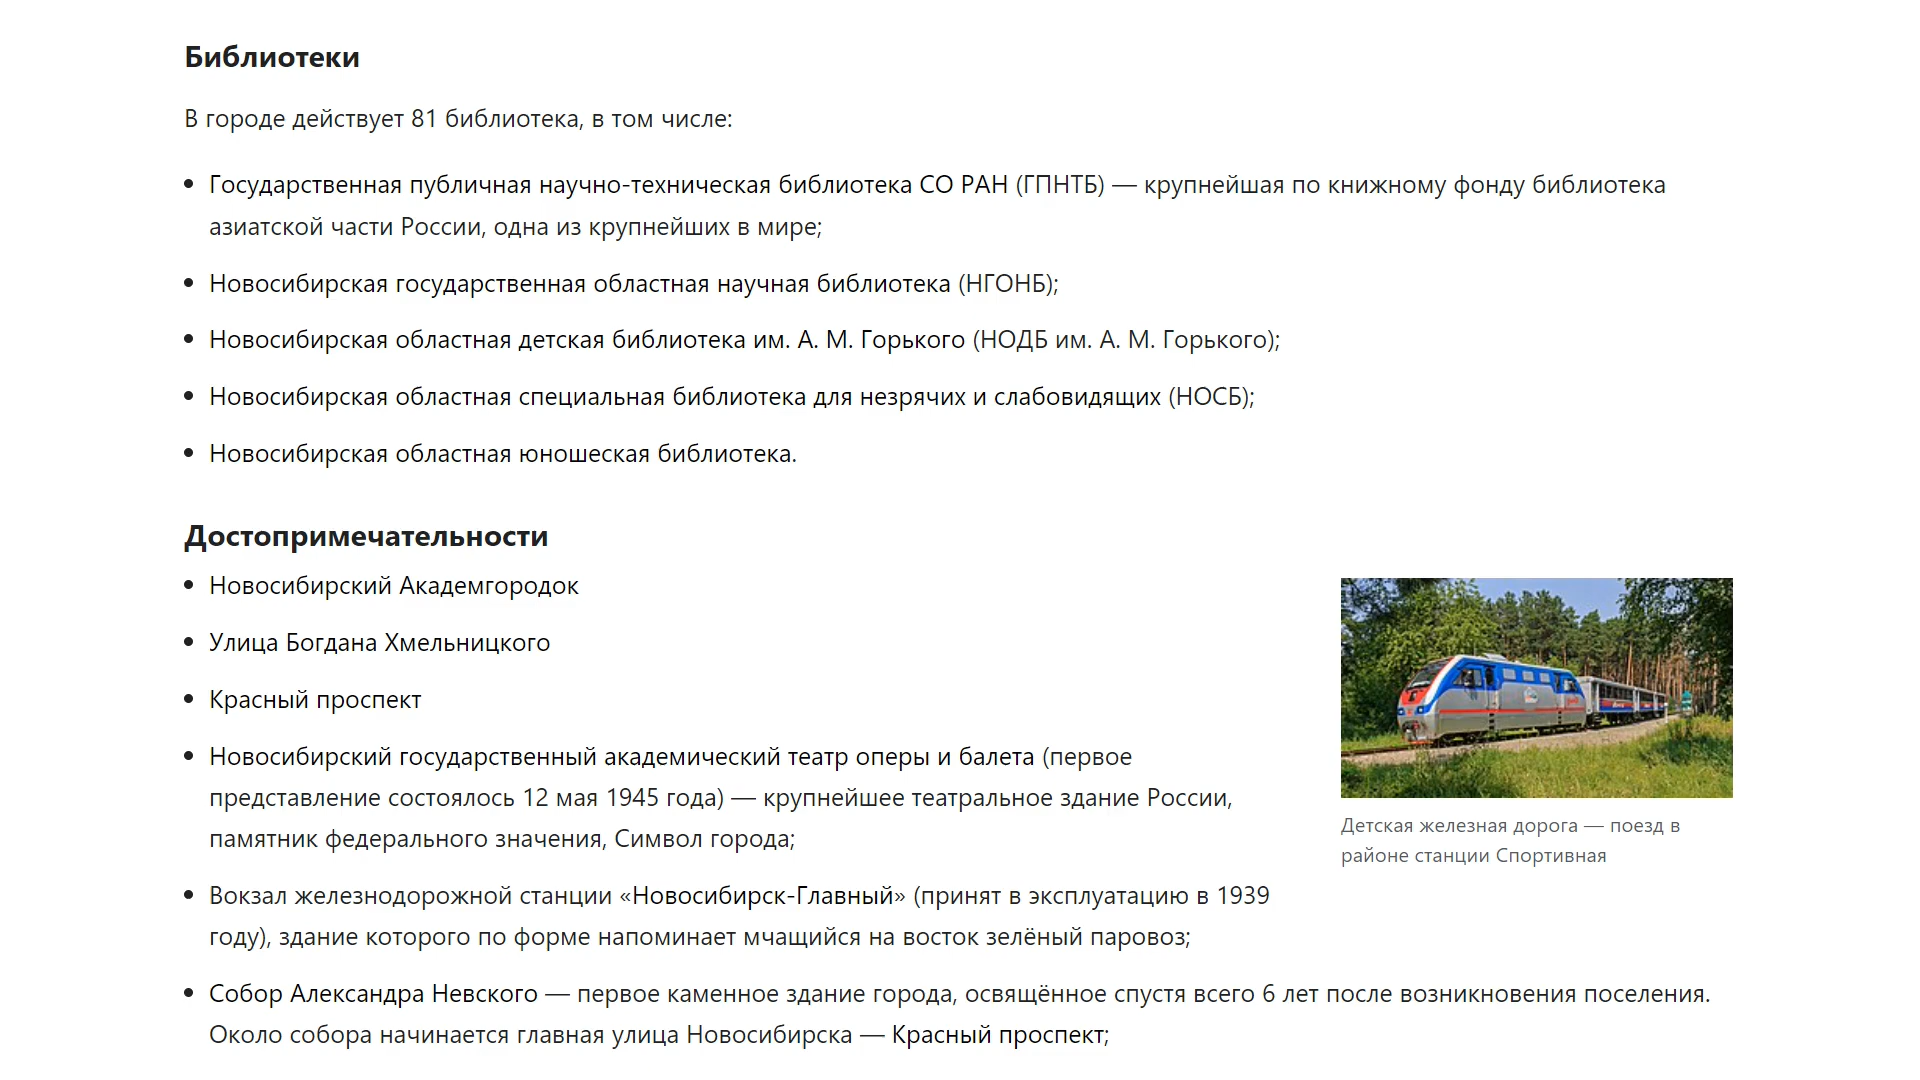 Библиотеки
В городе действует 81 библиотека, в том числе:
• Государственная публичная научно-техническая библиотека СО РАН (ГПНТБ) — крупнейшая по книжному фонду библиотека
азиатской части России, одна из крупнейших в мире;
• Новосибирская государственная областная научная библиотека (НГОНБ);
• Новосибирская областная детская библиотека им. А. М. Горького (НОДБ им. А. М. Горького);
• Новосибирская областная специальная библиотека для незрячих и слабовидящих (НОСБ);
• Новосибирская областная юношеская библиотека.
Достопримечательности
• Новосибирский Академгородок
• Улица Богдана Хмельницкого
• Красный проспект
• Новосибирский государственный академический театр оперы и балета (первое
представление состоялось 12 мая 1945 года) — крупнейшее театральное здание России,
памятник федерального значения, Символ города;
• Вокзал железнодорожной станции «Новосибирск-Главный» (принят в эксплуатацию в 1939
году), здание которого по форме напоминает мчащийся на восток зелёный паровоз;
• Собор Александра Невского — первое каменное здание города, освящённое спустя всего 6 лет после возникновения поселения.
Около собора начинается главная улица Новосибирска — Красный проспект;
Детская железная дорога — поезд в
районе станции Спортивная